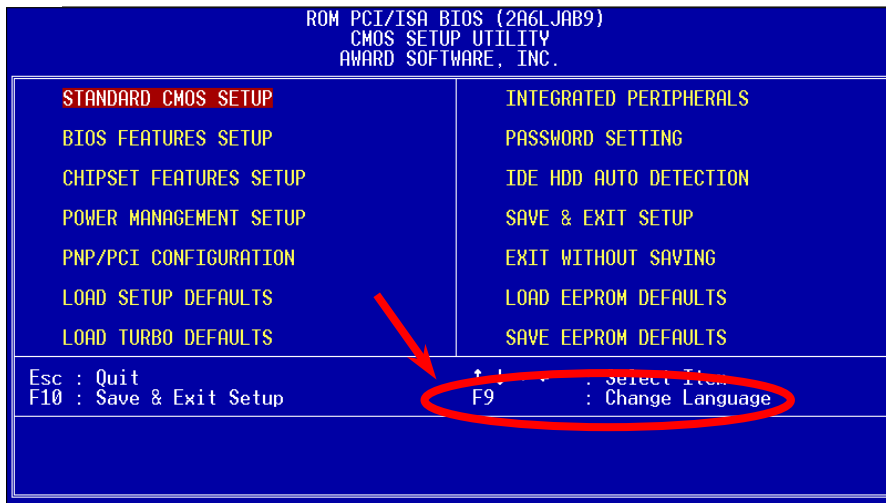 ROM PCI/ISA BIOS (2A6LJAB9)
CMOS SETUP UTILITY
AWARD SOFTWARE, INC.
STANDARD CMOS SETUP
BIOS FEATURES SETUP
CHIPSET FEATURES SETUP
POWER MANAGEMENT SETUP
PNP/PCI CONFIGURATION
LOAD SETUP DEFAULTS
LOAD TURBO DEFAULTS
INTEGRATED PERIPHERALS
PASSWORD SETTING
IDE HDD AUTO DETECTION
SAVE & EXIT SETUP
EXIT WITHOUT SAVING
LOAD EEPROM DEFAULTS
SAVE EEPROM DEFAULTS
Esc : Quit
F10 : Save & Exit Setup
↑ ↓ → ← : Select Item
F9 : Change Language